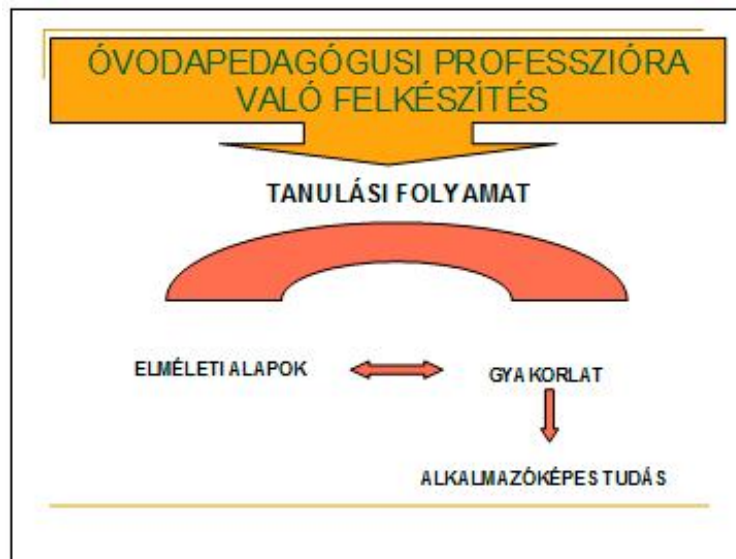 ÓVODAPEDAGÓGUSI PROFESSZIÓRA
VALÓ FELKÉSZÍTÉS
TANULÁSI FOLYAMAT
ELMÉLETI ALAPOK
GYAKORLAT
ALKALMAZÓKÉPES TUDÁS